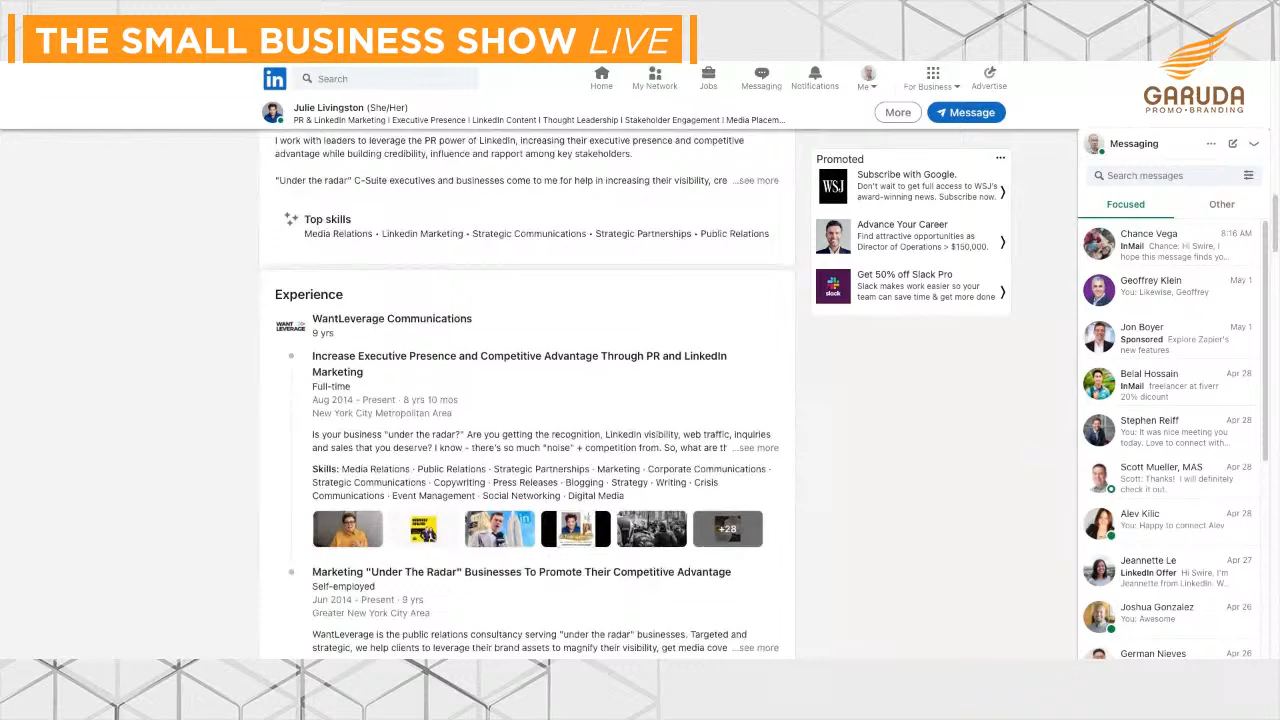 THE SMALL BUSINESS SHOW LIVE
GARUDA
PROMO•BRANDING
in
Search
Home
My Network
Jobs
Messaging
Notifications
Me
For Business
Advertise
Julie Livingston (She/Her)
PR & LinkedIn Marketing I Executive Presence I LinkedIn Content I Thought Leadership I Stakeholder Engagement I Media Placem...
More
Message
I work with leaders to leverage the PR power of LinkedIn, increasing their executive presence and competitive
advantage while building credibility, influence and rapport among key stakeholders.
"Under the radar" C-Suite executives and businesses come to me for help in increasing their visibility, cre ...see more
Top skills
Media Relations • Linkedin Marketing • Strategic Communications • Strategic Partnerships • Public Relations
Experience
WANT
LEVERAGE
WantLeverage Communications
9 yrs
Increase Executive Presence and Competitive Advantage Through PR and LinkedIn
Marketing
Full-time
Aug 2014 - Present · 8 yrs 10 mos
New York City Metropolitan Area
Is your business "under the radar?" Are you getting the recognition, LinkedIn visibility, web traffic, inquiries
and sales that you deserve? I know - there's so much "noise" + competition from. So, what are th ...see more
Skills: Media Relations · Public Relations · Strategic Partnerships · Marketing · Corporate Communications ·
Strategic Communications · Copywriting · Press Releases · Blogging · Strategy · Writing · Crisis
Communications · Event Management · Social Networking · Digital Media
in
+28
Marketing "Under The Radar" Businesses To Promote Their Competitive Advantage
Self-employed
Jun 2014 - Present · 9 yrs
Greater New York City Area
WantLeverage is the public relations consultancy serving "under the radar" businesses. Targeted and
strategic, we help clients to leverage their brand assets to magnify their visibility, get media cove ...see more
Promoted
WSJ
Subscribe with Google.
Don't wait to get full access to WSJ's
award-winning news. Subscribe now.
Advance Your Career
Find attractive opportunities as
Director of Operations > $150,000.
slack
Get 50% off Slack Pro
Slack makes work easier so your
team can save time & get more done
Messaging
Search messages
Focused
Other
Chance Vega 8:16 AM
InMail Chance: Hi Swire, I
hope this message finds yo...
Geoffrey Klein May 1
You: Likewise, Geoffrey
Jon Boyer May 1
Sponsored Explore Zapier's
new features
Belal Hossain Apr 28
InMail freelancer at fiverr
20% dicount
Stephen Reiff Apr 28
You: It was nice meeting you
today. Love to connect with...
Scott Mueller, MAS Apr 28
Scott: Thanks! I will definitely
check it out.
Alev Kilic Apr 28
You: Happy to connect Alev
Jeannette Le Apr 27
LinkedIn Offer Hi Swire, I'm
Jeannette from LinkedIn. W...
Joshua Gonzalez Apr 26
You: Awesome
German Nieves Apr 26